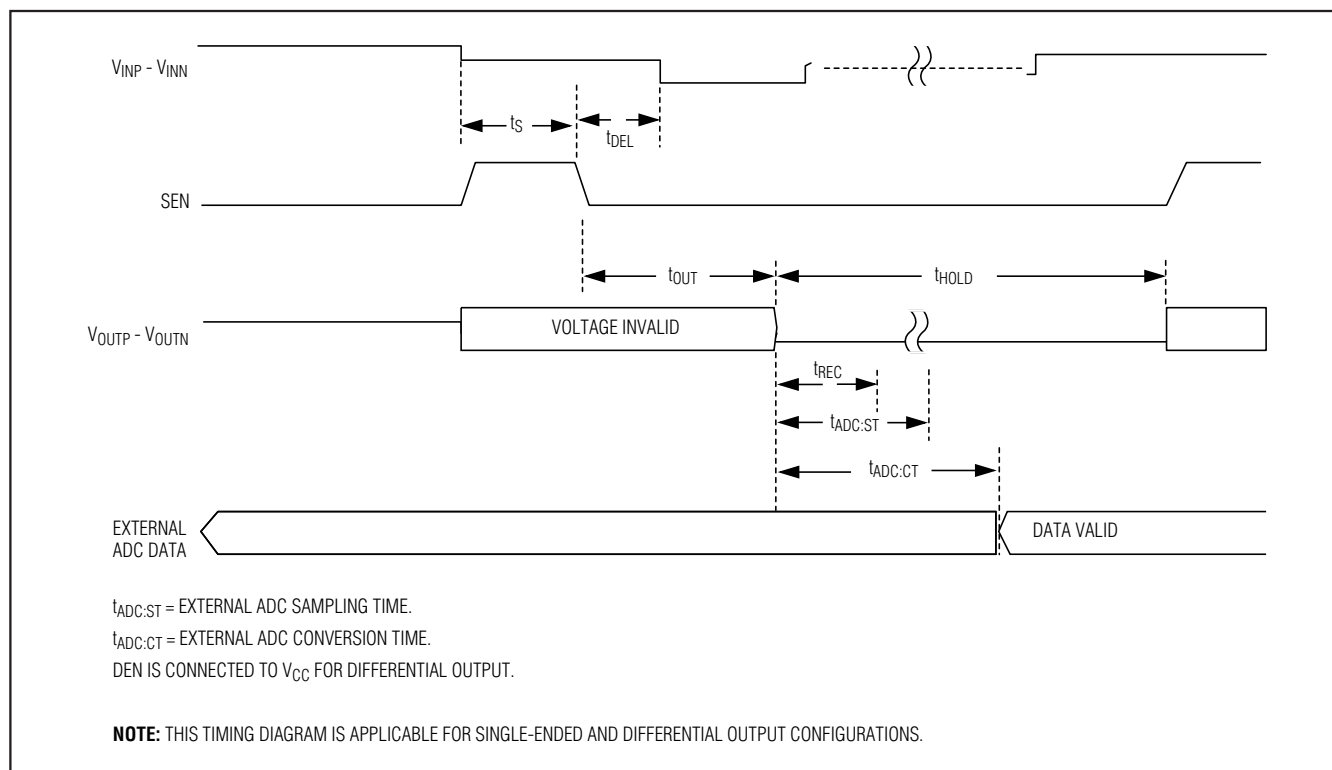 VINP - VINN
tS
tDEL
SEN
tOUT
tHOLD
VOUTP - VOUTN
VOLTAGE INVALID
tREC
tADC:ST
tADC:CT
EXTERNAL
ADC DATA
DATA VALID
tADC:ST = EXTERNAL ADC SAMPLING TIME.
tADC:CT = EXTERNAL ADC CONVERSION TIME.
DEN IS CONNECTED TO VCC FOR DIFFERENTIAL OUTPUT.
NOTE: THIS TIMING DIAGRAM IS APPLICABLE FOR SINGLE-ENDED AND DIFFERENTIAL OUTPUT CONFIGURATIONS.